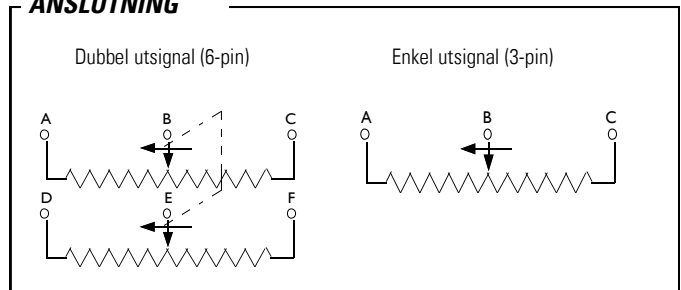 ANSLUTNING
Dubbel utsignal (6-pin)
Enkel utsignal (3-pin)
A B C
A B C
D E F